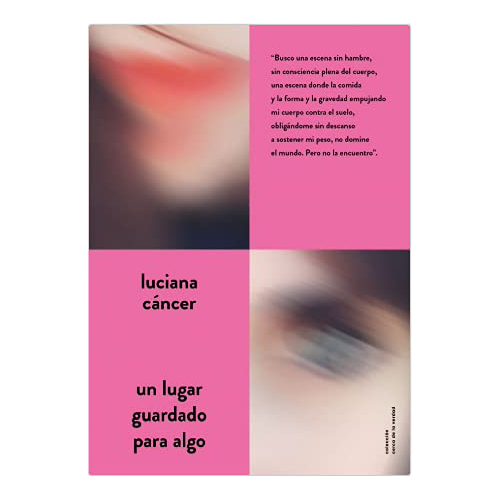 “Busco una escena sin hambre,
sin consciencia plena del cuerpo,
una escena donde la comida
y la forma y la gravedad empujando
mi cuerpo contra el suelo,
obligándome sin descanso
a sostener mi peso, no domine
el mundo. Pero no la encuentro”.
luciana
cáncer
un lugar
guardado
para algo
colección
cerca de la verdad